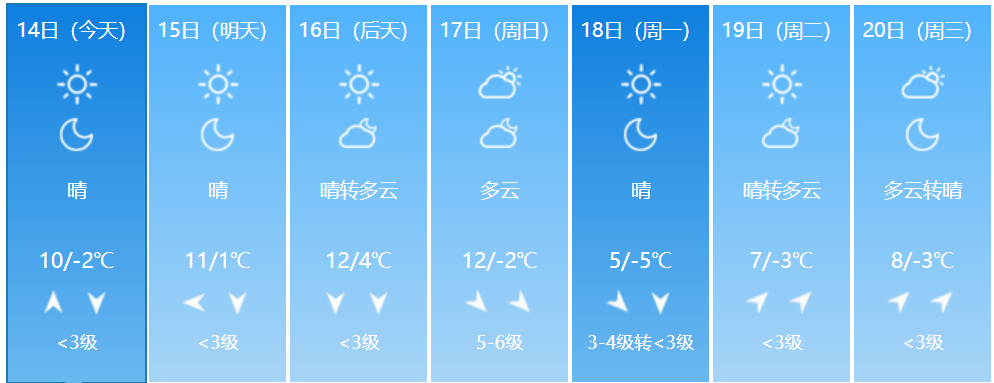 14日（今天）
晴
10/-2℃
<3级
15日（明天）
晴
11/1℃
<3级
16日（后天）
晴转多云
12/4℃
<3级
17日（周日）
多云
12/-2℃
5-6级
18日（周一）
晴
5/-5℃
3-4级转<3级
19日（周二）
晴转多云
7/-3℃
<3级
20日（周三）
多云转晴
8/-3℃
<3级